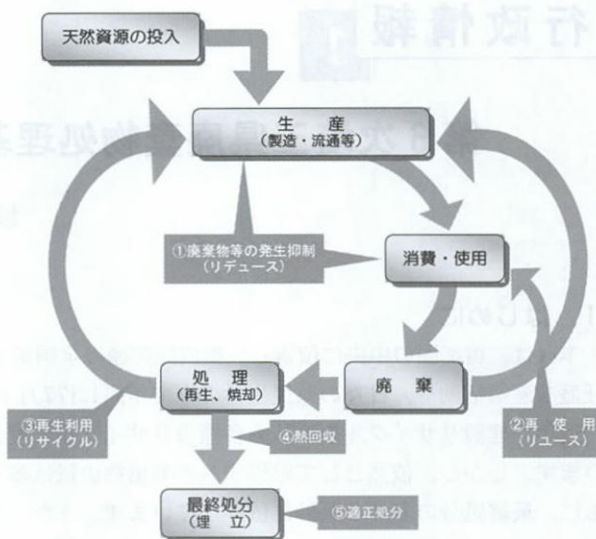 行政情報
天然資源の投入
生　産
(製造・流通等)
①廃棄物等の発生抑制
(リデュース)
消費・使用
処　理
(再生、焼却)
廃　棄
③再生利用
(リサイクル)
②再　使　用
(リユース)
④熱回収
最終処分
(埋　立)
⑤適正処分